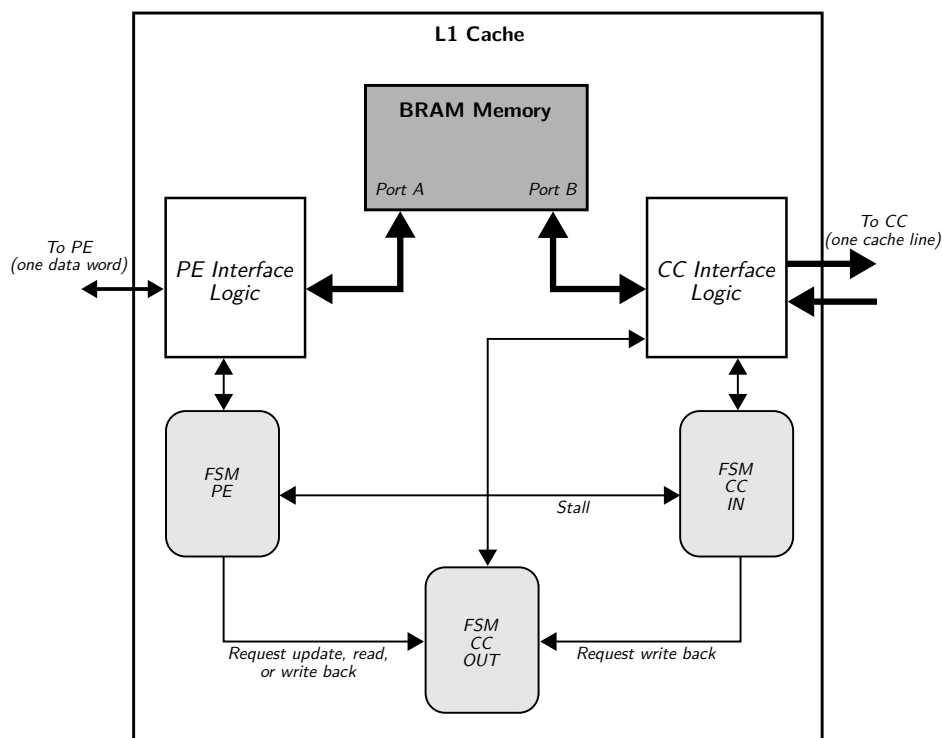 L1 Cache
BRAM Memory
Port A
Port B
To PE
(one data word)
PE Interface
Logic
CC Interface
Logic
To CC
(one cache line)
FSM
PE
FSM
CC
IN
Stall
FSM
CC
OUT
Request update, read,
or write back
Request write back